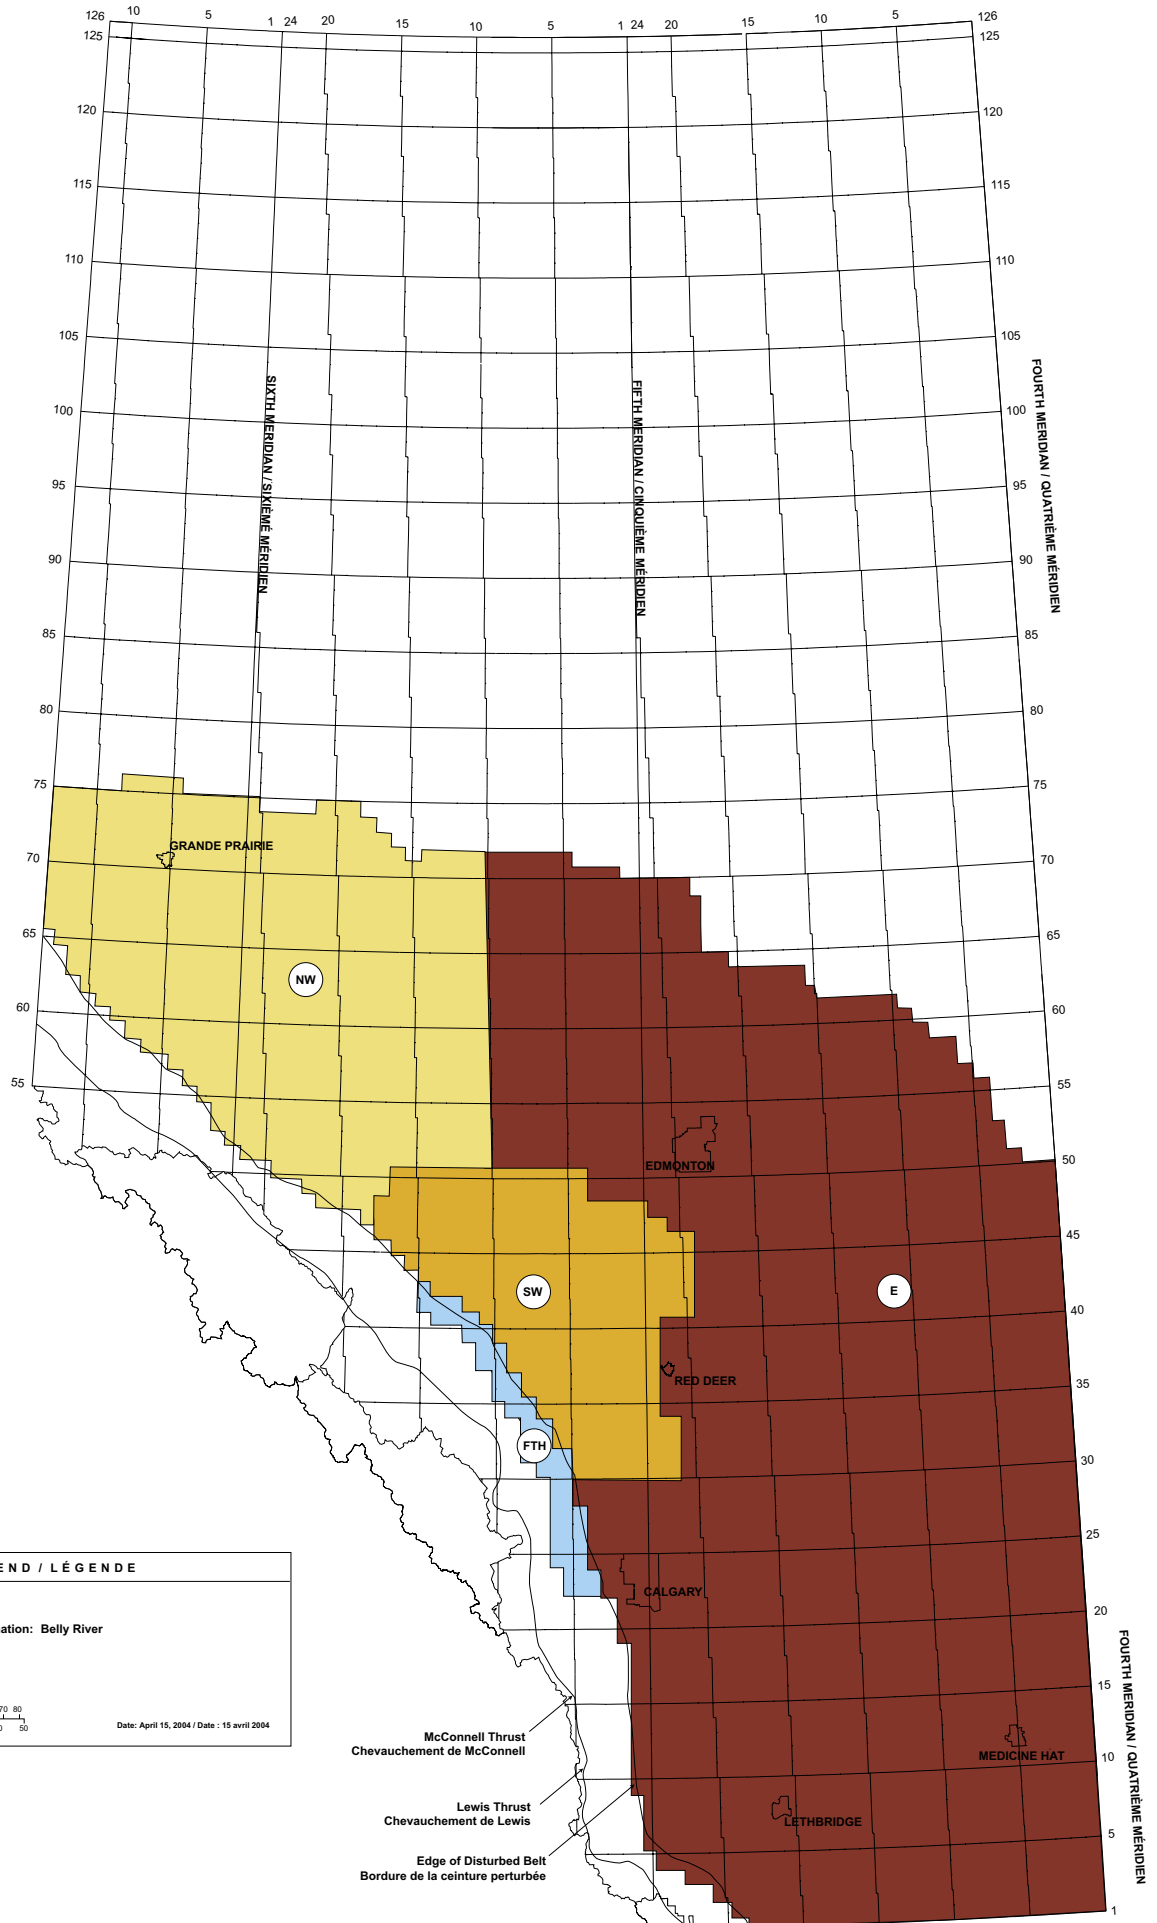 126 10 5 1 24 20 15 10 5 1 24 20 15 10 5 126
125 125
120 120
115 115
110 110
105 105
100 100
95 95
90 90
85 85
80 80
75 75
70 70
65 65
60 60
55 55
50
45
40
35
30
25
20
15
10
5
1
SIXTH MERIDIAN / SIXIÈMÉ MÉRIDIEN
FIFTH MERIDIAN / CINQUIÈME MÉRIDIEN
FOURTH MERIDIAN / QUATRIÈME MÉRIDIEN
GRANDE PRAIRIE
NW
EDMONTON
SW
E
RED DEER
FTH
CALGARY
MEDICINE HAT
LETHBRIDGE
FOURTH MERIDIAN / QUATRIÈME MÉRIDIEN
McConnell Thrust
Chevauchement de McConnell
Lewis Thrust
Chevauchement de Lewis
Edge of Disturbed Belt
Bordure de la ceinture perturbée
END / LÉGENDE
ation: Belly River
70 80
50
Date: April 15, 2004 / Date : 15 avril 2004